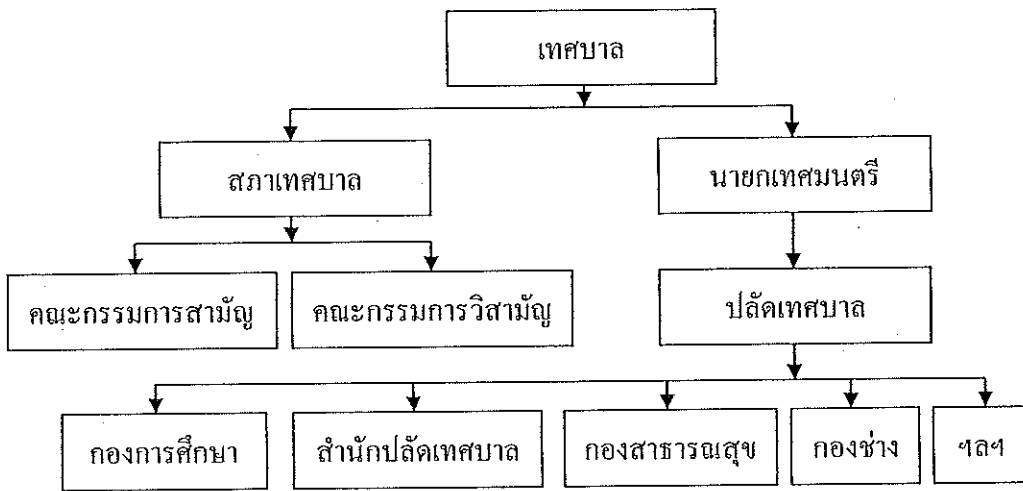 เทศบาล
สภาเทศบาล
นายกเทศมนตรี
คณะกรรมการสามัญ
คณะกรรมการวิสามัญ
ปลัดเทศบาล
กองการศึกษา
สำนักปลัดเทศบาล
กองสาธารณสุข
กองช่าง
ฯลฯ